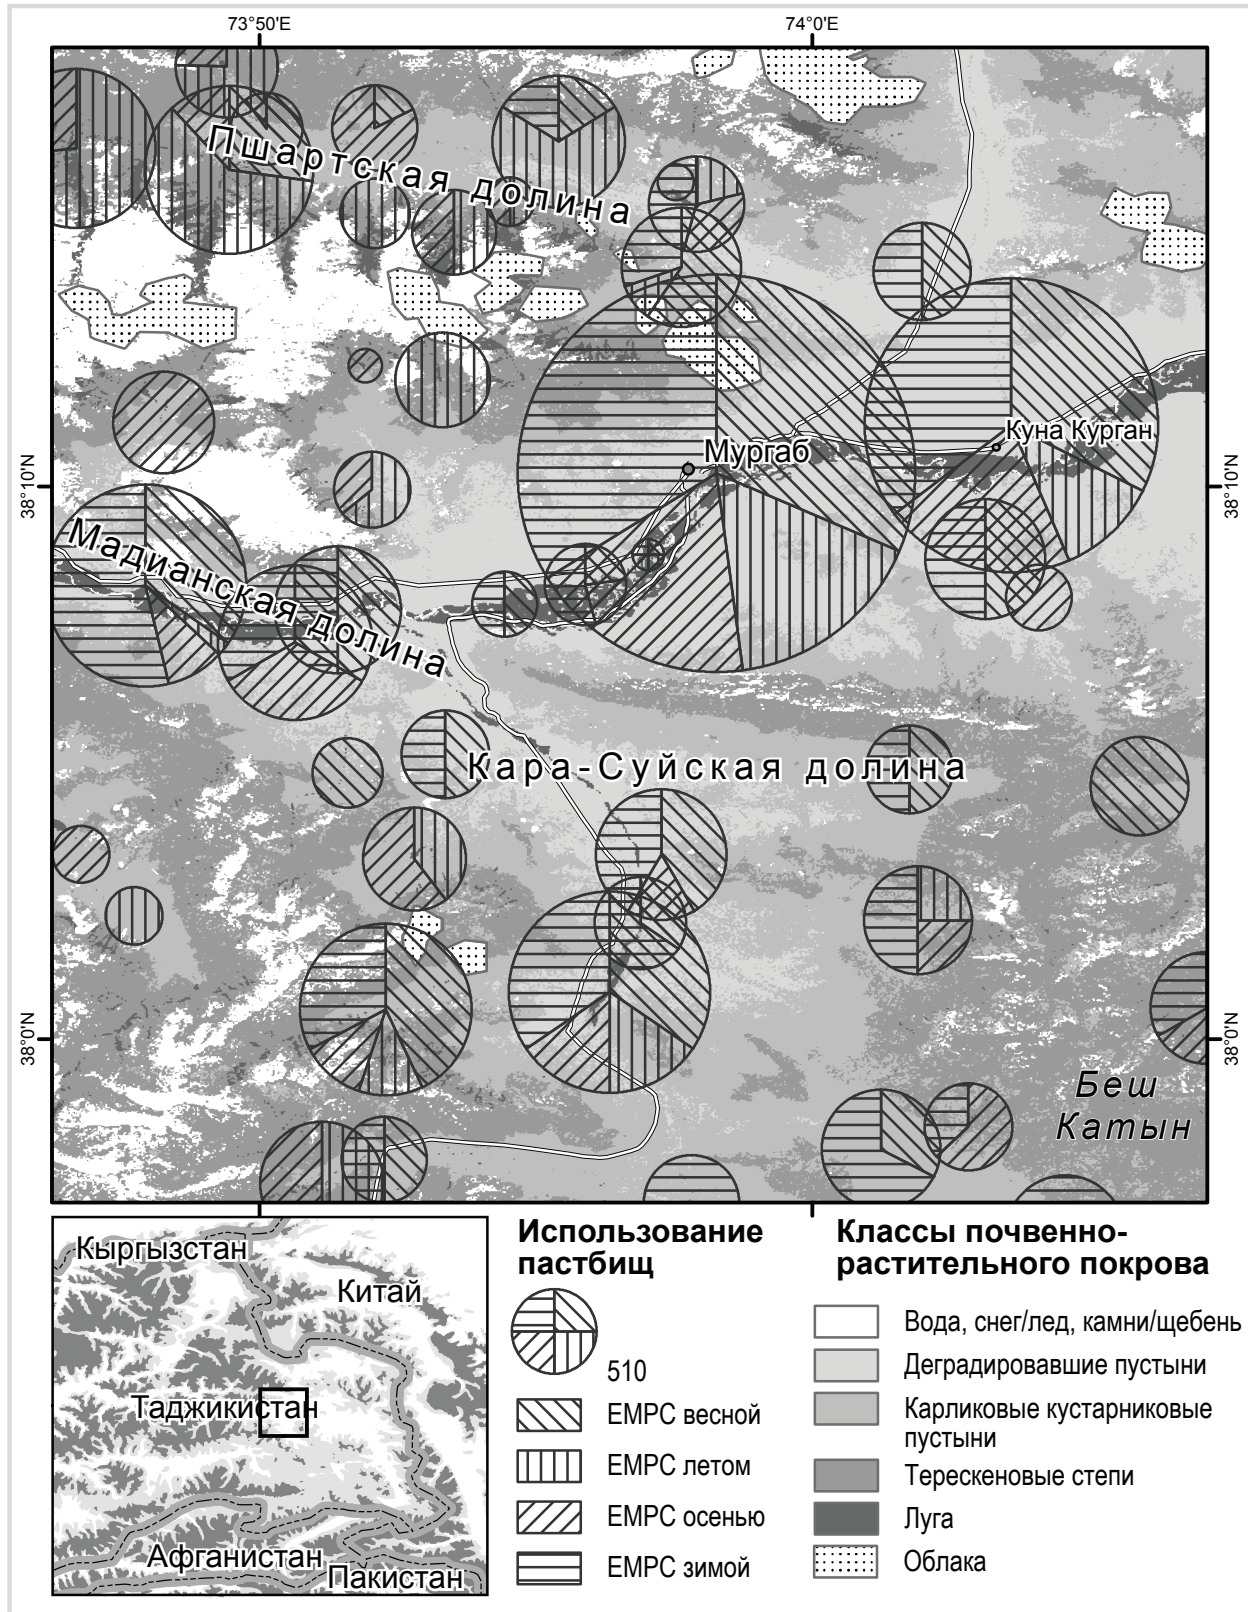 73°50'E
74°0'E
Пшартская долина
Куна Курган
Мургаб
38°10'N
38°10'N
Мадианская долина
Кара-Суйская долина
38°0'N
38°0'N
Беш
Катын
Кыргызстан
Китай
Таджикистан
Афганистан
Пакистан
Использование
пастбищ
510
ЕМРС весной
ЕМРС летом
ЕМРС осенью
ЕМРС зимой
Классы почвенно-
растительного покрова
Вода, снег/лед, камни/щебень
Деградировавшие пустыни
Карликовые кустарниковые
пустыни
Терескеновые степи
Луга
Облака